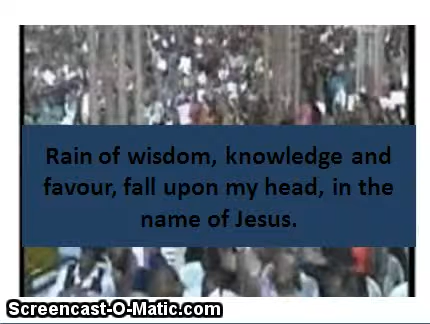 Rain of wisdom, knowledge and
favour, fall upon my head, in the
name of Jesus.
Screencast-O-Matic.com